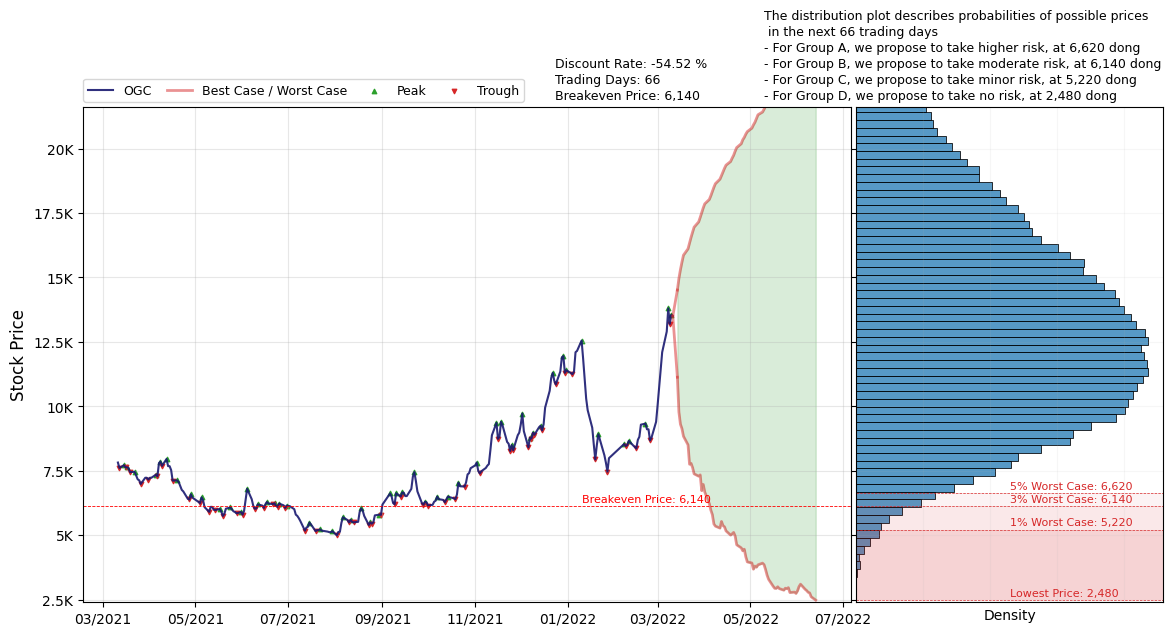 The distribution plot describes probabilities of possible prices
in the next 66 trading days
- For Group A, we propose to take higher risk, at 6,620 dong
- For Group B, we propose to take moderate risk, at 6,140 dong
- For Group C, we propose to take minor risk, at 5,220 dong
- For Group D, we propose to take no risk, at 2,480 dong
Discount Rate: -54.52 %
Trading Days: 66
Breakeven Price: 6,140
OGC
Best Case / Worst Case
Peak
Trough
Stock Price
20K
17.5K
15K
12.5K
10K
7.5K
5K
2.5K
Breakeven Price: 6,140
5% Worst Case: 6,620
3% Worst Case: 6,140
1% Worst Case: 5,220
Lowest Price: 2,480
03/2021
05/2021
07/2021
09/2021
11/2021
01/2022
03/2022
05/2022
07/2022
Density